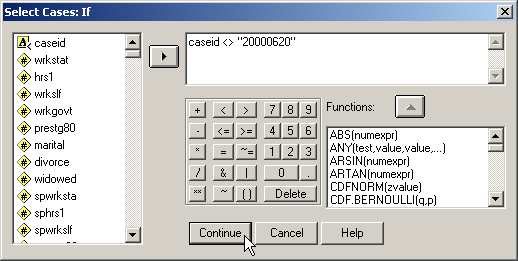 Select Cases: If
caseid
wrkstat
hrs1
wrkslf
wrkgovt
prestg80
marital
divorce
widowed
spwrksta
sphrs1
spwrkslf
caseid <> "20000620"
+ < > 7 8 9
- <= >= 4 5 6
* = ~= 1 2 3
/ & | 0 .
** ~ ( ) Delete
Functions:
ABS(numexpr)
ANY(test,value,value,...)
ARSIN(numexpr)
ARTAN(numexpr)
CDFNORM(zvalue)
CDF.BERNOULLI(q,p)
Continue Cancel Help